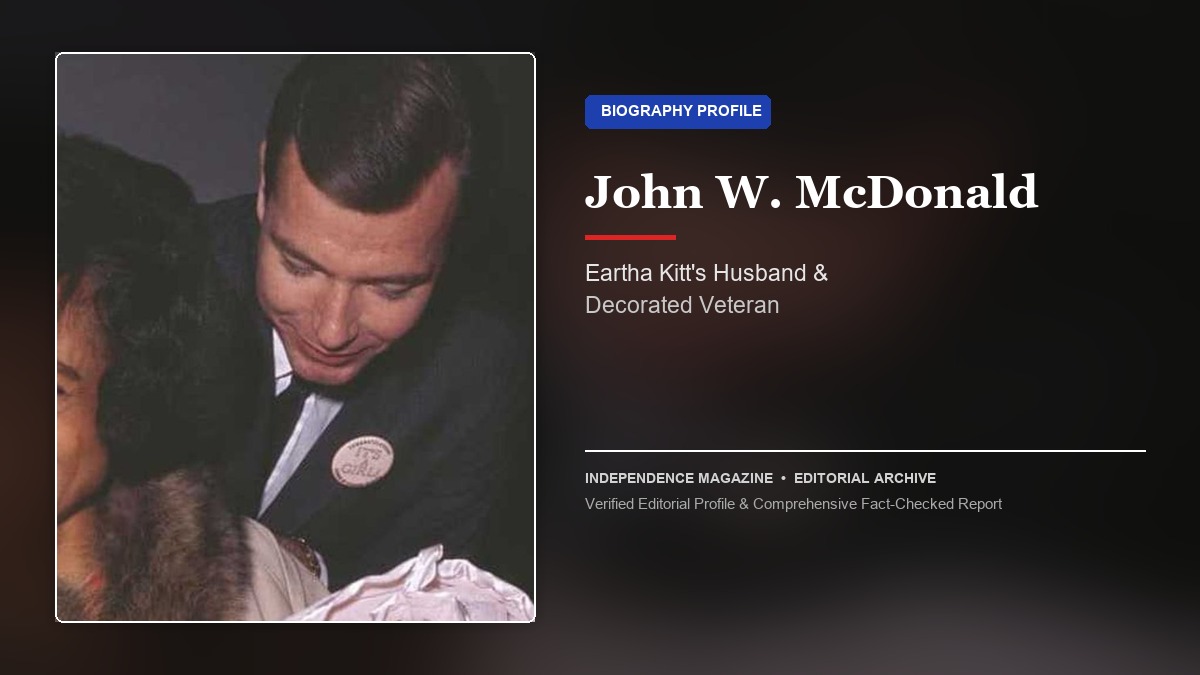 CONGRATULATIONS
IT'S
A
GIRL!
BIOGRAPHY PROFILE
John W. McDonald
Eartha Kitt's Husband &
Decorated Veteran
INDEPENDENCE MAGAZINE • EDITORIAL ARCHIVE
Verified Editorial Profile & Comprehensive Fact-Checked Report